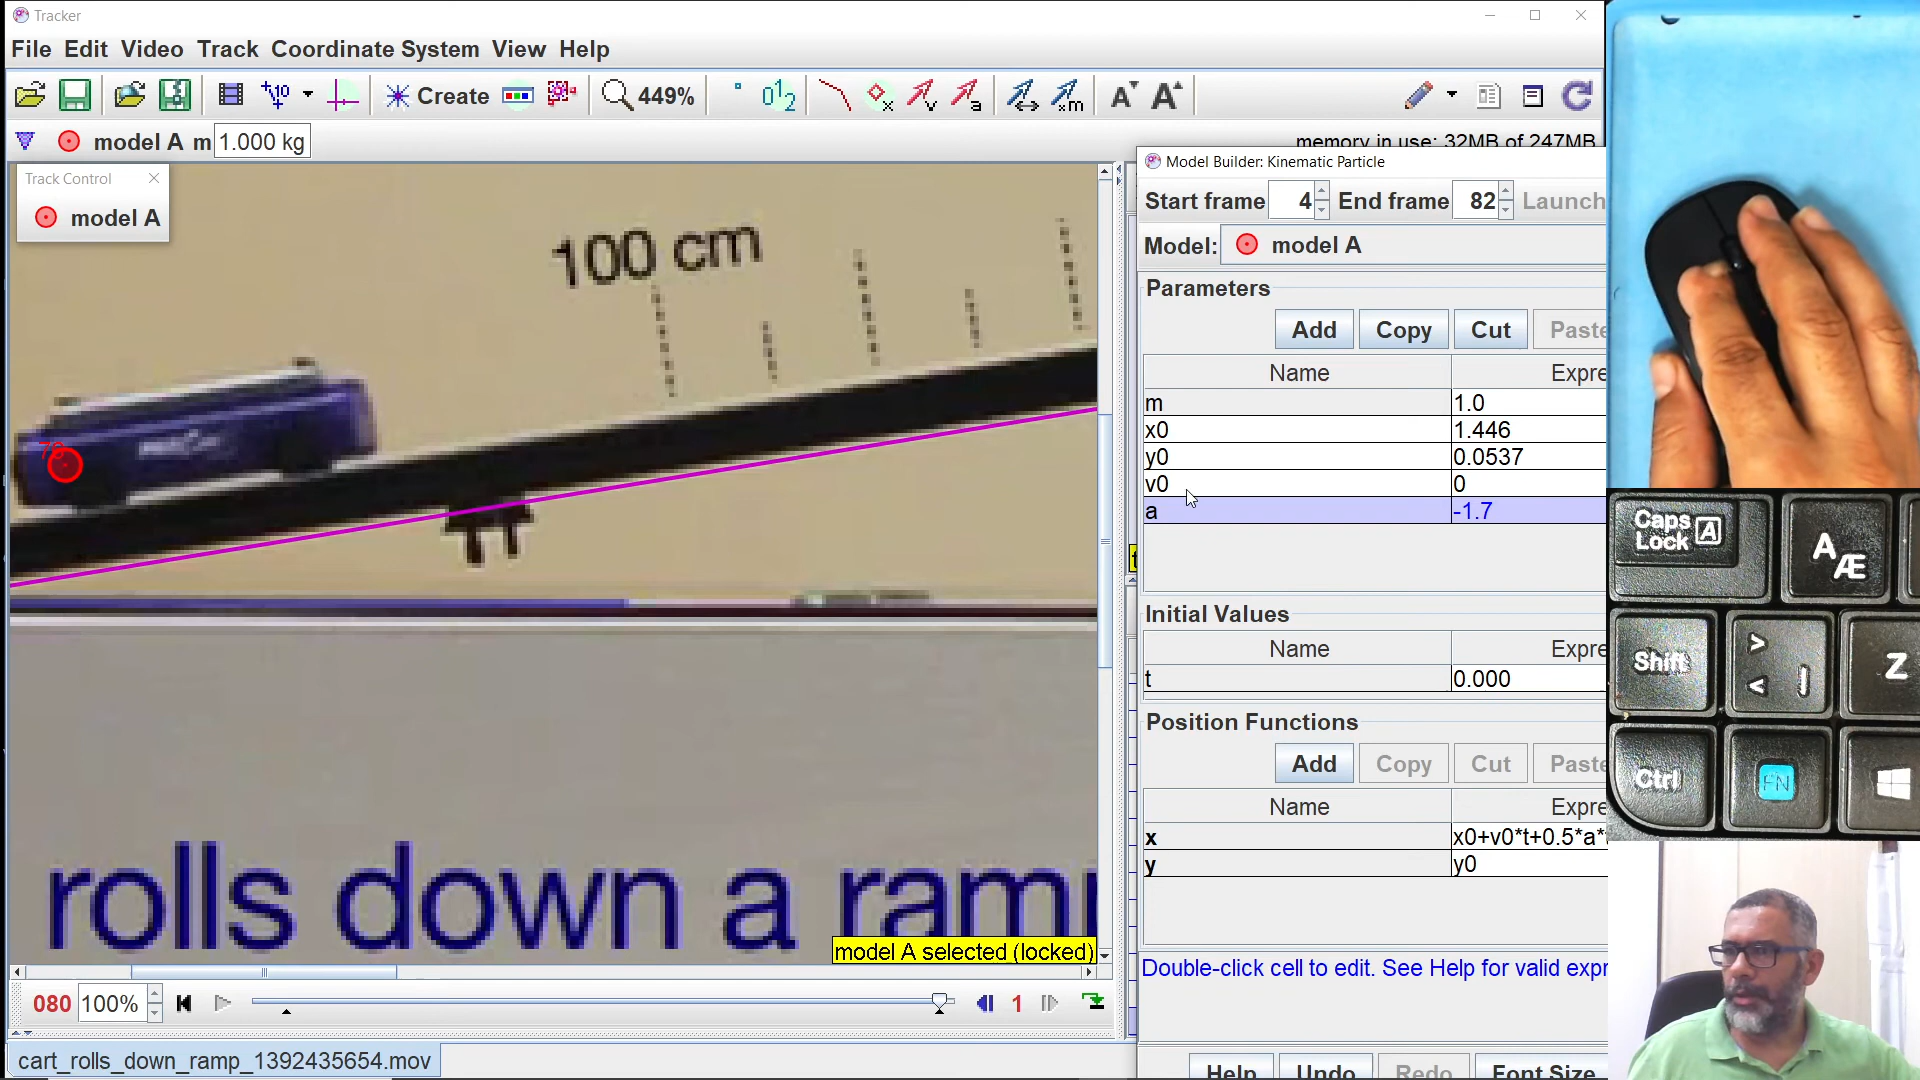 Tracker
File Edit Video Track Coordinate System View Help
Create 449%
model A m 1.000 kg
memory in use: 32MB of 247MB
Track Control
model A
100 cm
78
rolls down a ramp
model A selected (locked)
080 100% 1
cart_rolls_down_ramp_1392435654.mov
Model Builder: Kinematic Particle
Start frame 4 End frame 82 Launch
Model: model A
Parameters
Add Copy Cut Paste
Name Expre
m 1.0
x0 1.446
y0 0.0537
v0 0
a -1.7
Initial Values
Name Expre
t 0.000
Position Functions
Add Copy Cut Paste
Name Expre
x x0+v0*t+0.5*a*
y y0
Double-click cell to edit. See Help for valid expr
Help Undo Redo Font Size
Caps Lock A
A Æ
Shift > < | Z
Ctrl FN